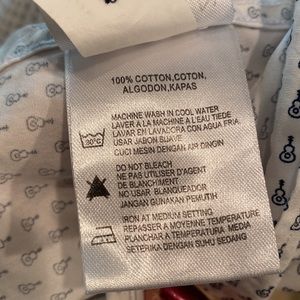 100% COTTON,COTON,
ALGODON,KAPAS
MACHINE WASH IN COOL WATER
LAVER A LA MACHINE A L'EAU TIEDE
LAVAR EN LAVADORA CON AGUA FRIA
USAR JABON SUAVE
CUCI MESIN DENGAN AIR DINGIN
30°C
DO NOT BLEACH
NE PAS UTILISER D'AGENT
DE BLANCHIMENT
NO USAR BLANQUEADOR
JANGAN GUNAKAN PEMUTIH
IRON AT MEDIUM SETTING
REPASSER A MOYENNE TEMPERATURE
PLANCHAR A TEMPERATURA MEDIA
SETERIKA DENGAN SUHU SEDANG